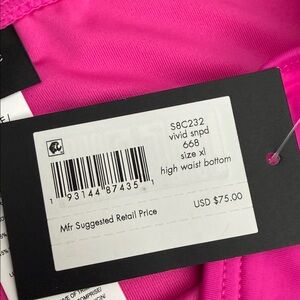 S8C232
vivid snpd
668
size xl
high waist bottom
1 93144 87435 1
Mfr Suggested Retail Price
USD $75.00